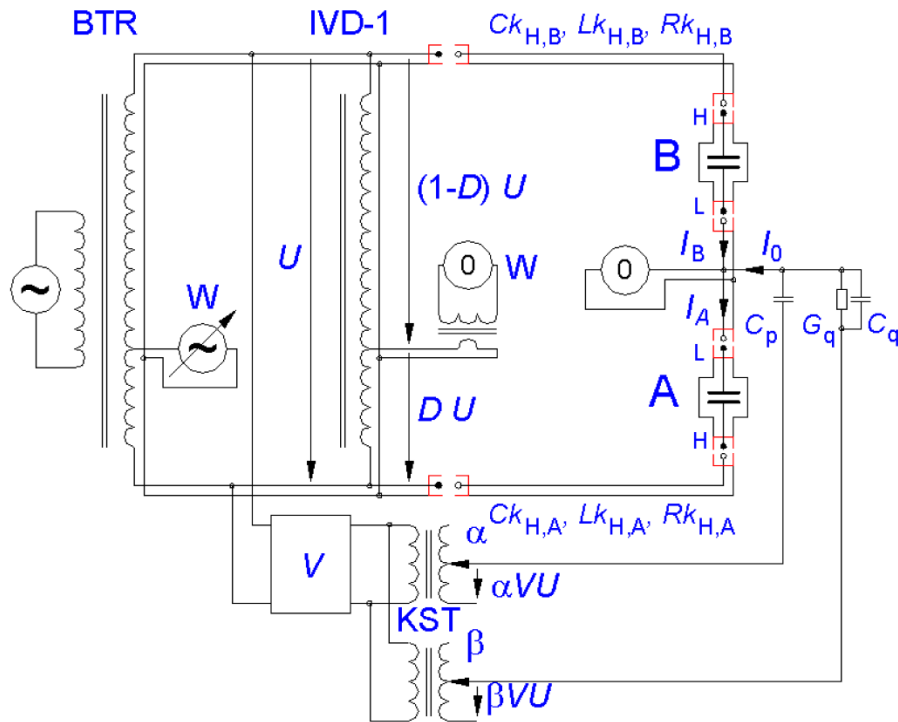 BTR IVD-1 Ck_H,B, Lk_H,B, Rk_H,B
H
B
(1-D) U
L
U
0 W
I_B I_0
0
W
I_A
C_p G_q C_q
~
~
L
D U
A
H
Ck_H,A, Lk_H,A, Rk_H,A
α
V
αVU
KST
β
βVU